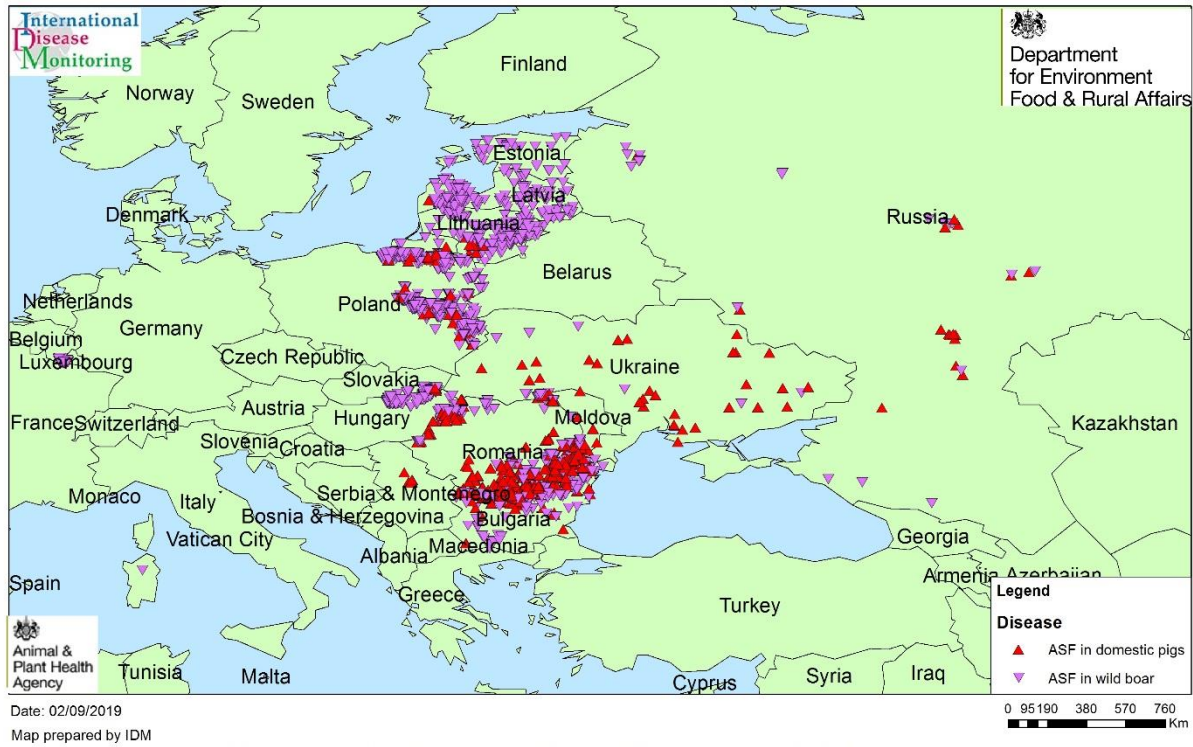 International
Disease
Monitoring
Department
for Environment
Food & Rural Affairs
Finland
Norway
Sweden
Estonia
Latvia
Denmark
Lithuania
Russia
Belarus
Netherlands
Poland
Germany
Belgium
Luxembourg
Czech Republic
Ukraine
Slovakia
Austria
Hungary
Moldova
France
Switzerland
Kazakhstan
Slovenia
Croatia
Romania
Monaco
Italy
Serbia & Montenegro
Bosnia & Herzegovina
Bulgaria
Vatican City
Georgia
Albania
Macedonia
Spain
Armenia
Azerbaijan
Greece
Turkey
Legend
Disease
ASF in domestic pigs
ASF in wild boar
Animal &
Plant Health
Agency
Tunisia
Malta
Cyprus
Syria
Iraq
0 95 190 380 570 760
Km
Date: 02/09/2019
Map prepared by IDM